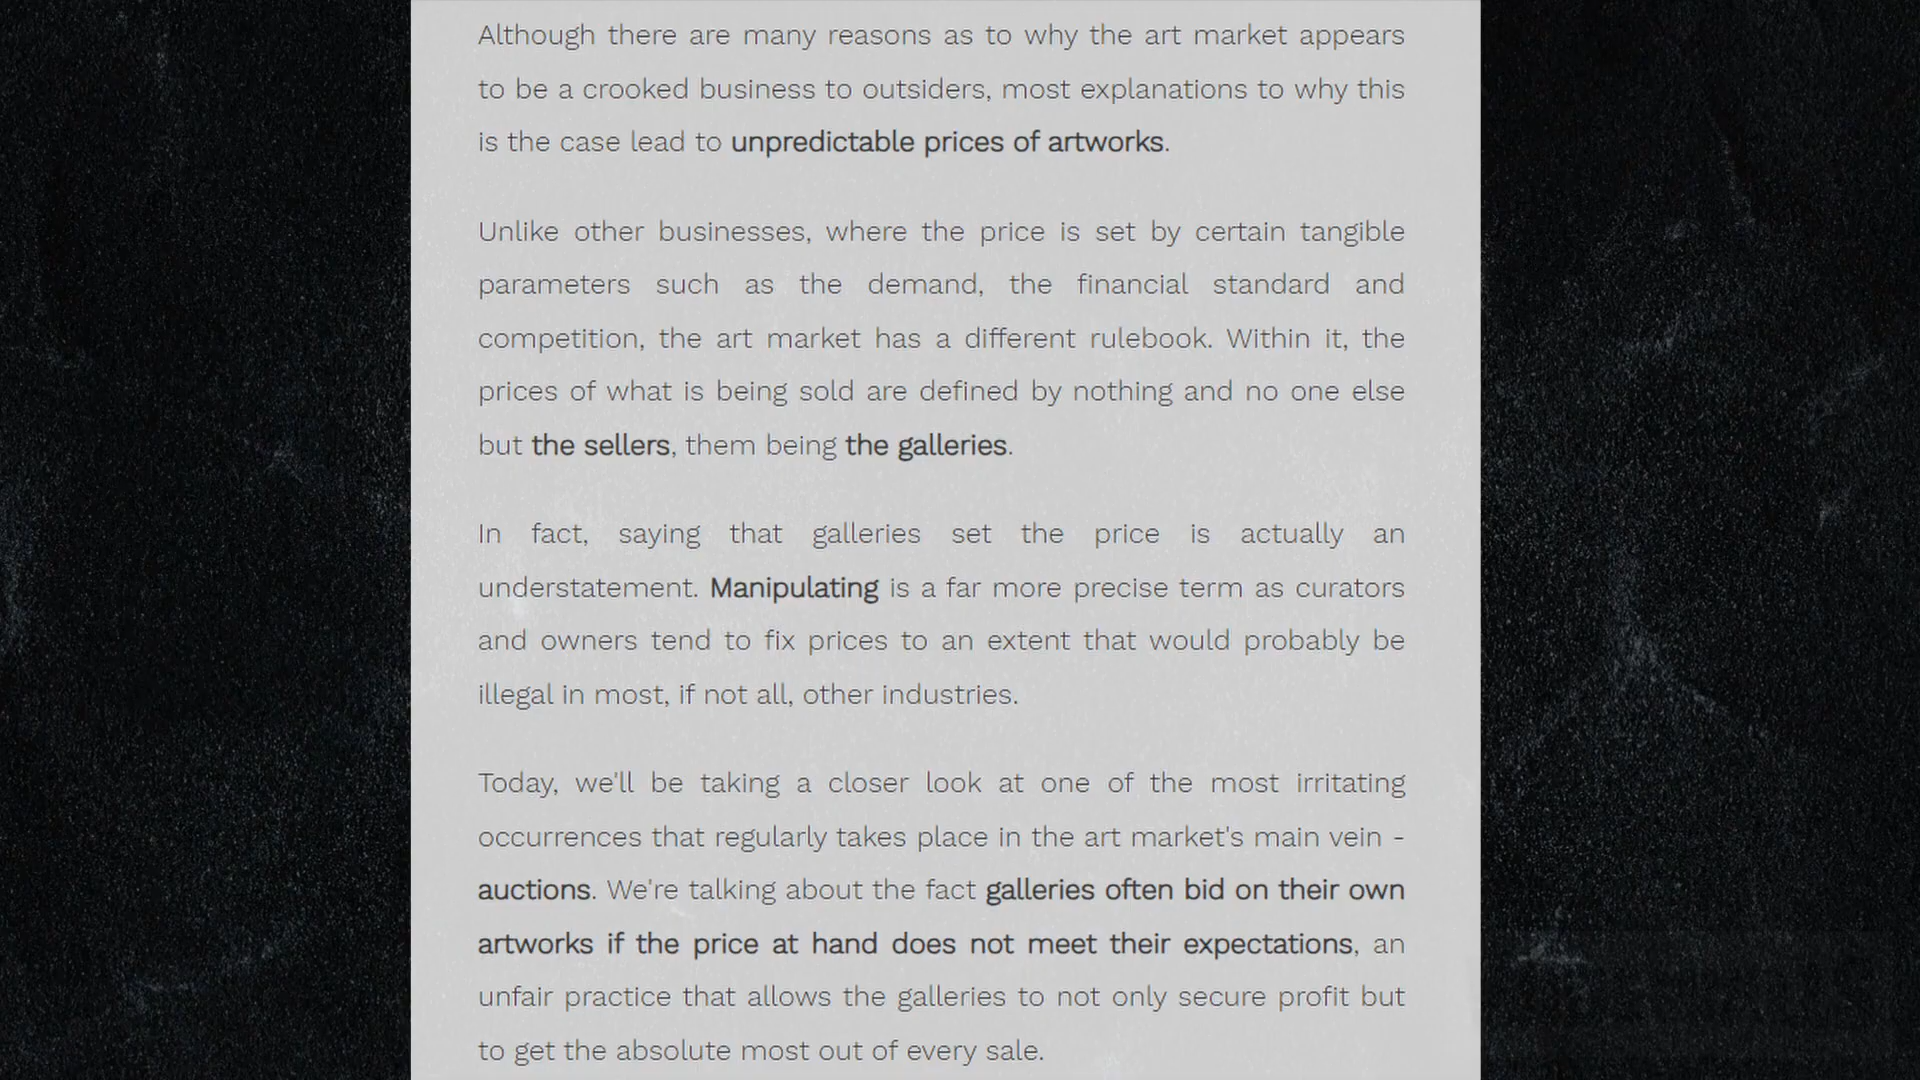 Although there are many reasons as to why the art market appears
to be a crooked business to outsiders, most explanations to why this
is the case lead to unpredictable prices of artworks.
Unlike other businesses, where the price is set by certain tangible
parameters such as the demand, the financial standard and
competition, the art market has a different rulebook. Within it, the
prices of what is being sold are defined by nothing and no one else
but the sellers, them being the galleries.
In fact, saying that galleries set the price is actually an
understatement. Manipulating is a far more precise term as curators
and owners tend to fix prices to an extent that would probably be
illegal in most, if not all, other industries.
Today, we'll be taking a closer look at one of the most irritating
occurrences that regularly takes place in the art market's main vein -
auctions. We're talking about the fact galleries often bid on their own
artworks if the price at hand does not meet their expectations, an
unfair practice that allows the galleries to not only secure profit but
to get the absolute most out of every sale.